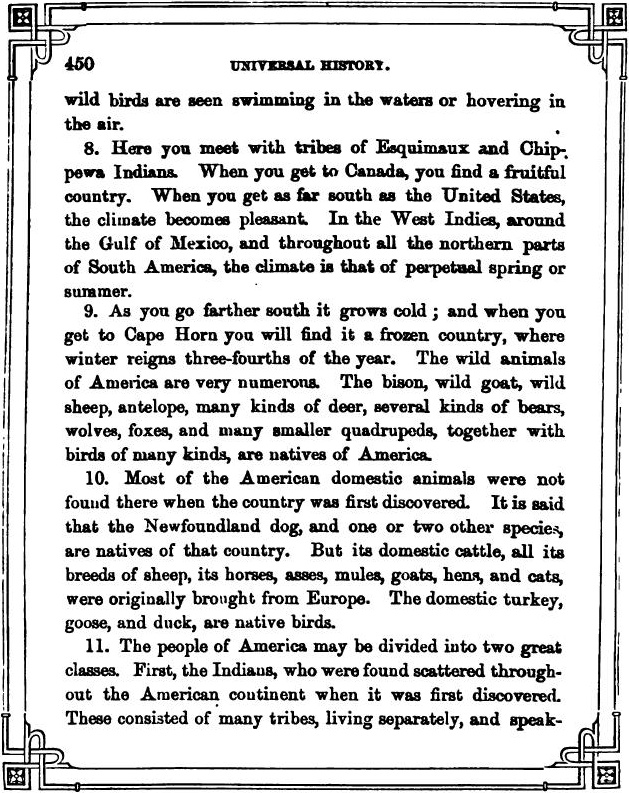 450 UNIVERSAL HISTORY.
wild birds are seen swimming in the waters or hovering in
the air.
8. Here you meet with tribes of Esquimaux and Chip-
pewa Indians. When you get to Canada, you find a fruitful
country. When you get as far south as the United States,
the climate becomes pleasant. In the West Indies, around
the Gulf of Mexico, and throughout all the northern parts
of South America, the climate is that of perpetual spring or
summer.
9. As you go farther south it grows cold; and when you
get to Cape Horn you will find it a frozen country, where
winter reigns three-fourths of the year. The wild animals
of America are very numerous. The bison, wild goat, wild
sheep, antelope, many kinds of deer, several kinds of bears,
wolves, foxes, and many smaller quadrupeds, together with
birds of many kinds, are natives of America.
10. Most of the American domestic animals were not
found there when the country was first discovered. It is said
that the Newfoundland dog, and one or two other species,
are natives of that country. But its domestic cattle, all its
breeds of sheep, its horses, asses, mules, goats, hens, and cats,
were originally brought from Europe. The domestic turkey,
goose, and duck, are native birds.
11. The people of America may be divided into two great
classes. First, the Indians, who were found scattered through-
out the American continent when it was first discovered.
These consisted of many tribes, living separately, and speak-